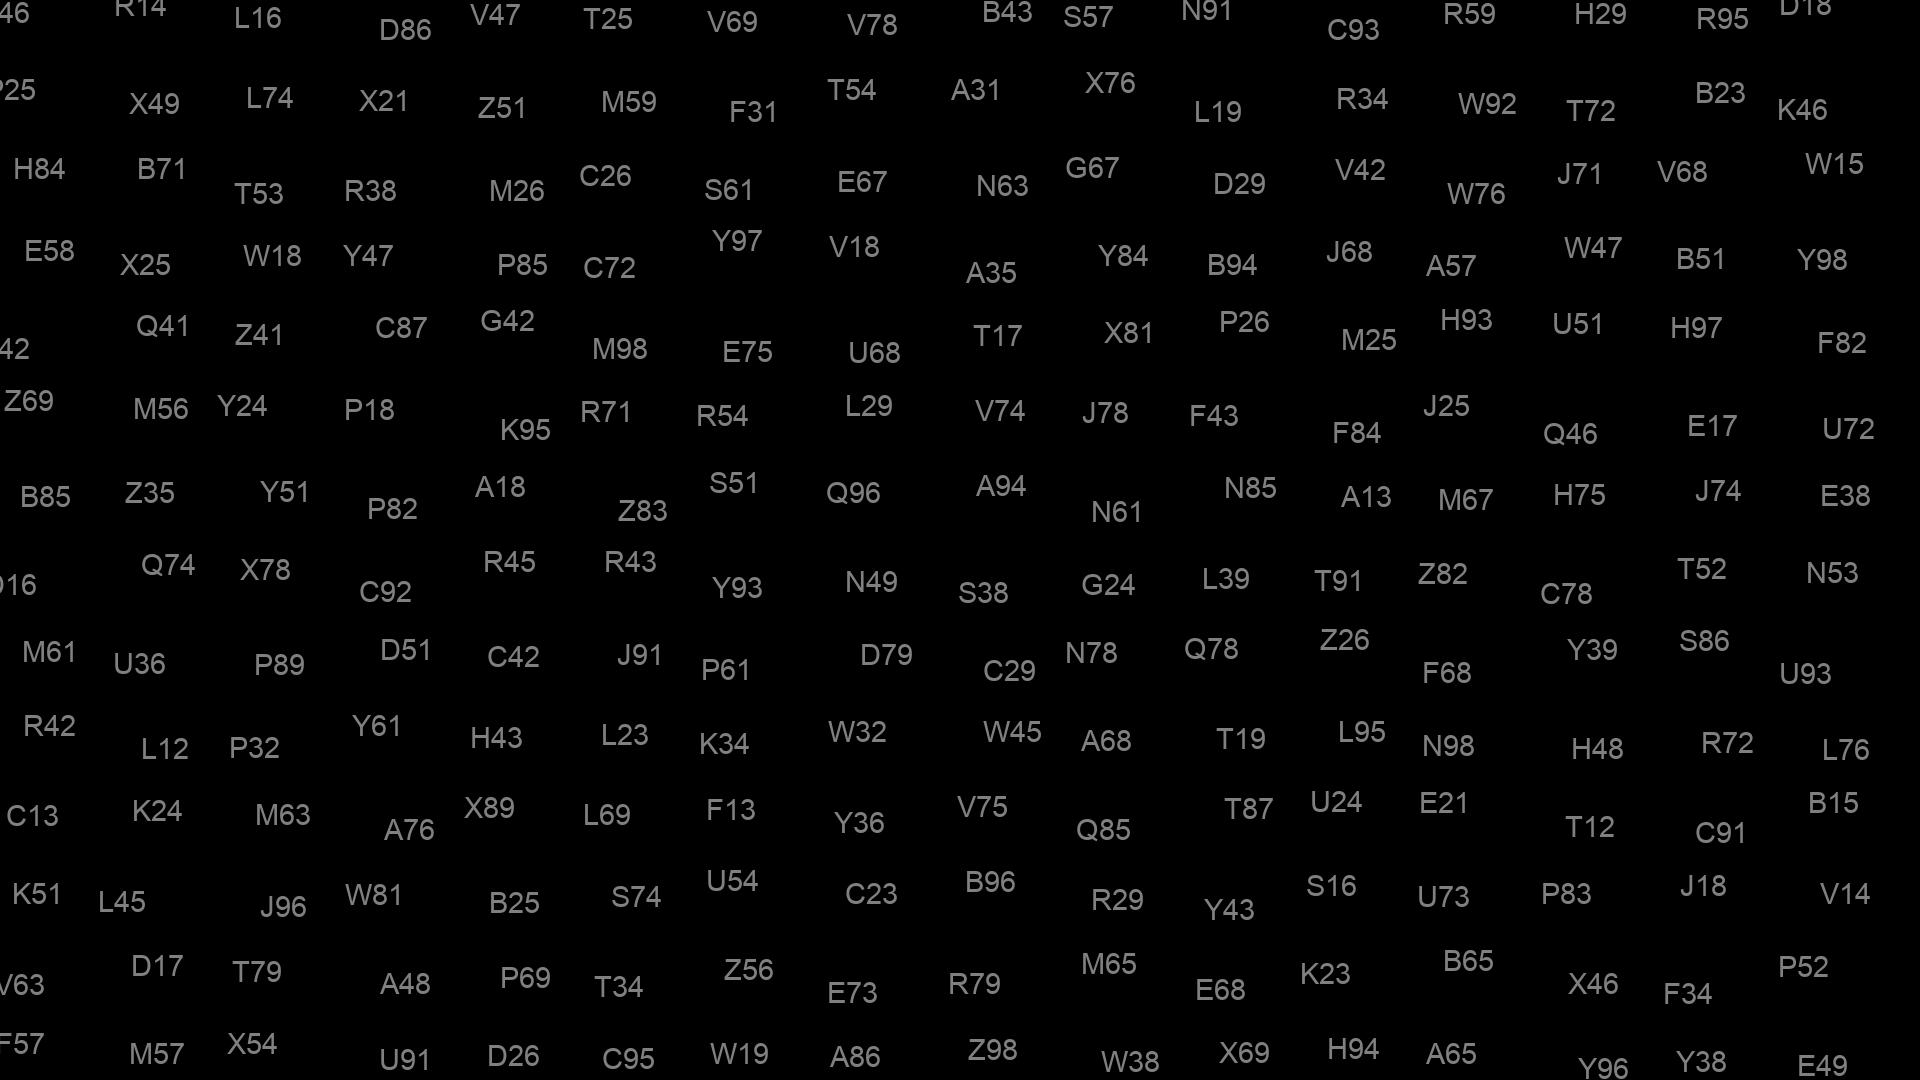 R14 L16 D86 V47 T25 V69 V78 B43 S57 N91 C93 R59 H29 R95 D18
X49 L74 X21 Z51 M59 F31 T54 A31 X76 L19 R34 W92 T72 B23 K46
H84 B71 T53 R38 M26 C26 S61 E67 N63 G67 D29 V42 W76 J71 V68 W15
E58 X25 W18 Y47 P85 C72 Y97 V18 A35 Y84 B94 J68 A57 W47 B51 Y98
Q41 Z41 C87 G42 M98 E75 U68 T17 X81 P26 M25 H93 U51 H97 F82
Z69 M56 Y24 P18 K95 R71 R54 L29 V74 J78 F43 F84 J25 Q46 E17 U72
B85 Z35 Y51 P82 A18 Z83 S51 Q96 A94 N61 N85 A13 M67 H75 J74 E38
Q74 X78 C92 R45 R43 Y93 N49 S38 G24 L39 T91 Z82 C78 T52 N53
M61 U36 P89 D51 C42 J91 P61 D79 C29 N78 Q78 Z26 F68 Y39 S86 U93
R42 L12 P32 Y61 H43 L23 K34 W32 W45 A68 T19 L95 N98 H48 R72 L76
C13 K24 M63 A76 X89 L69 F13 Y36 V75 Q85 T87 U24 E21 T12 C91 B15
K51 L45 J96 W81 B25 S74 U54 C23 B96 R29 Y43 S16 U73 P83 J18 V14
V63 D17 T79 A48 P69 T34 Z56 E73 R79 M65 E68 K23 B65 X46 F34 P52
F57 M57 X54 U91 D26 C95 W19 A86 Z98 W38 X69 H94 A65 Y96 Y38 E49